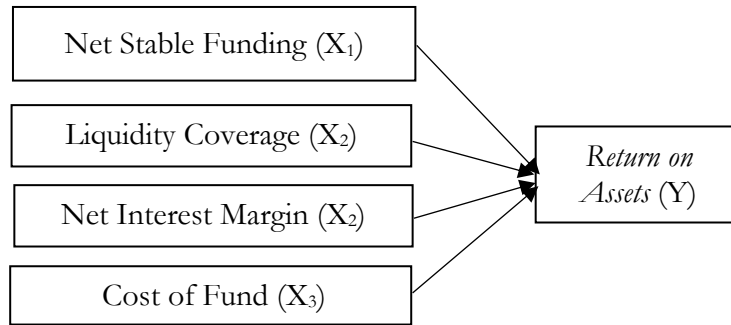 Net Stable Funding (X₁)
Liquidity Coverage (X₂)
Net Interest Margin (X₂)
Cost of Fund (X₃)
Return on
Assets (Y)